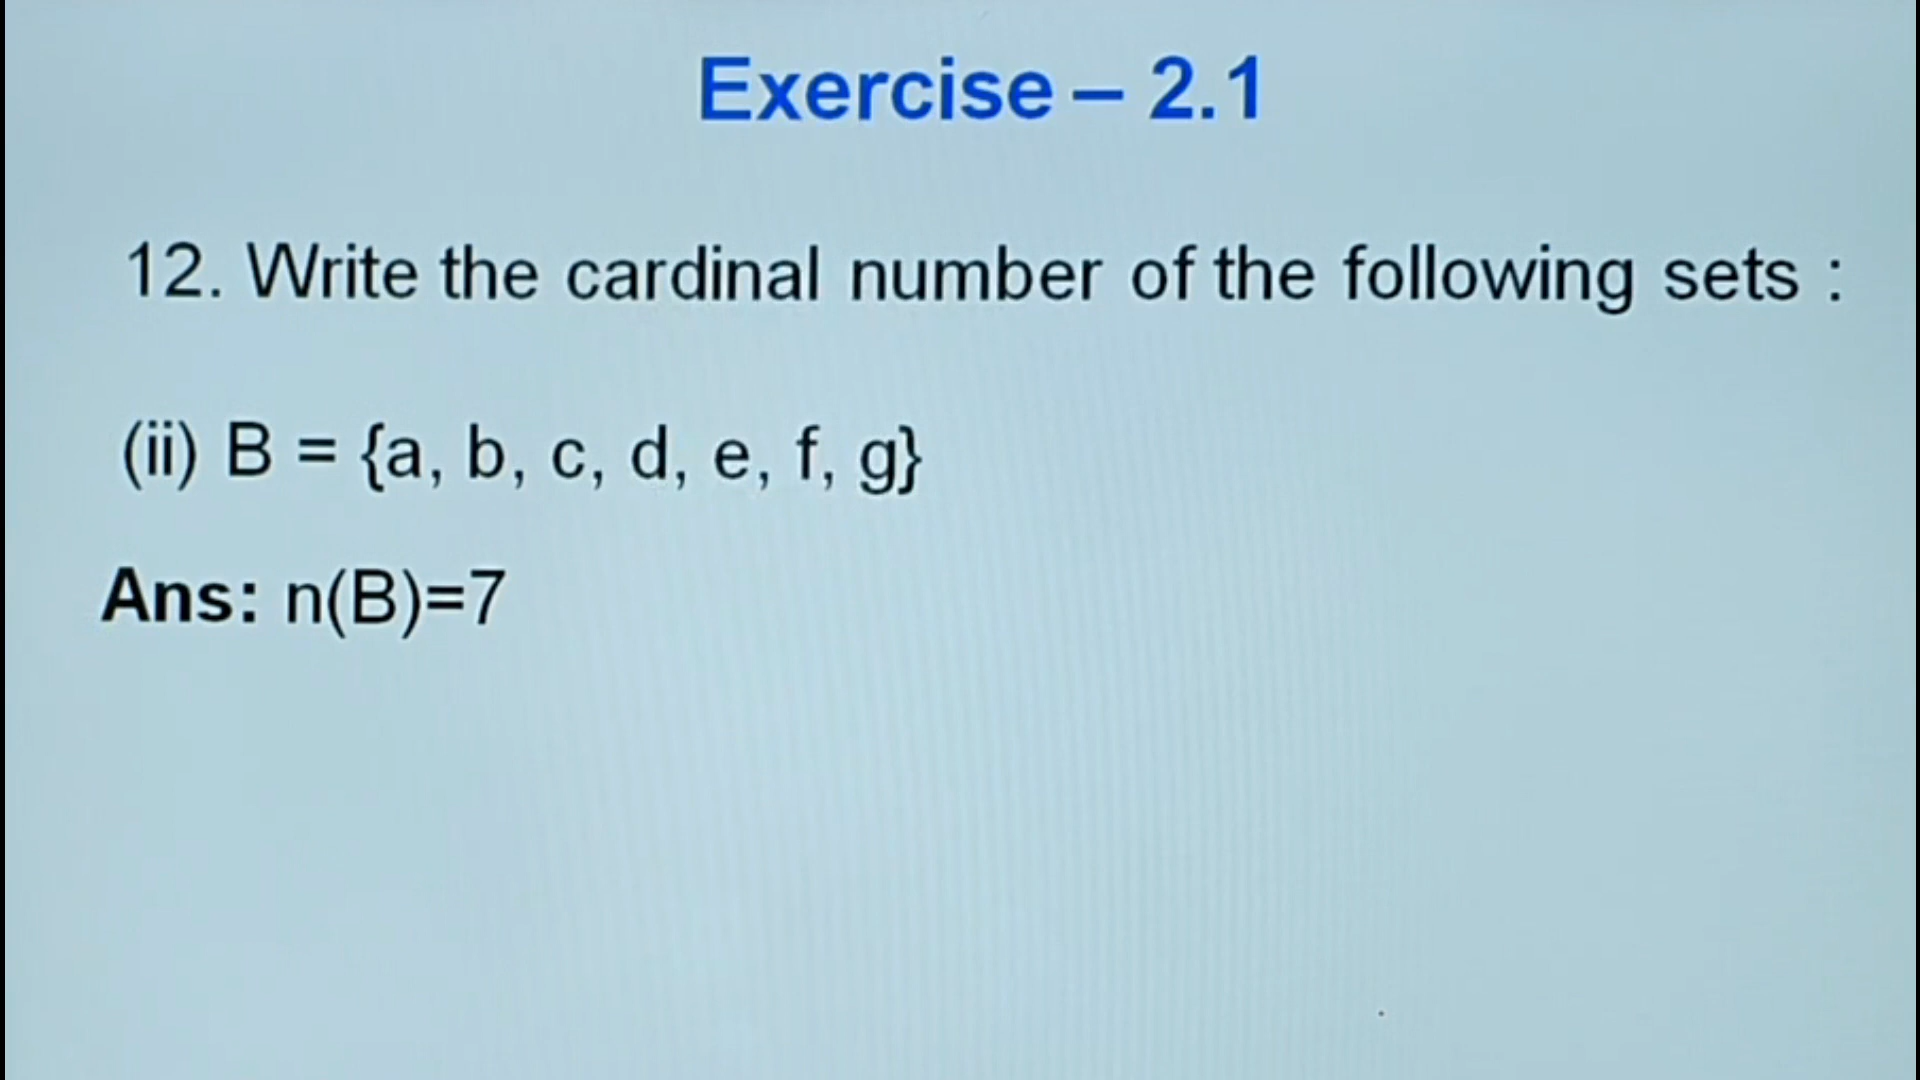 Exercise – 2.1
12. Write the cardinal number of the following sets :
(ii) B = {a, b, c, d, e, f, g}
Ans: n(B)=7